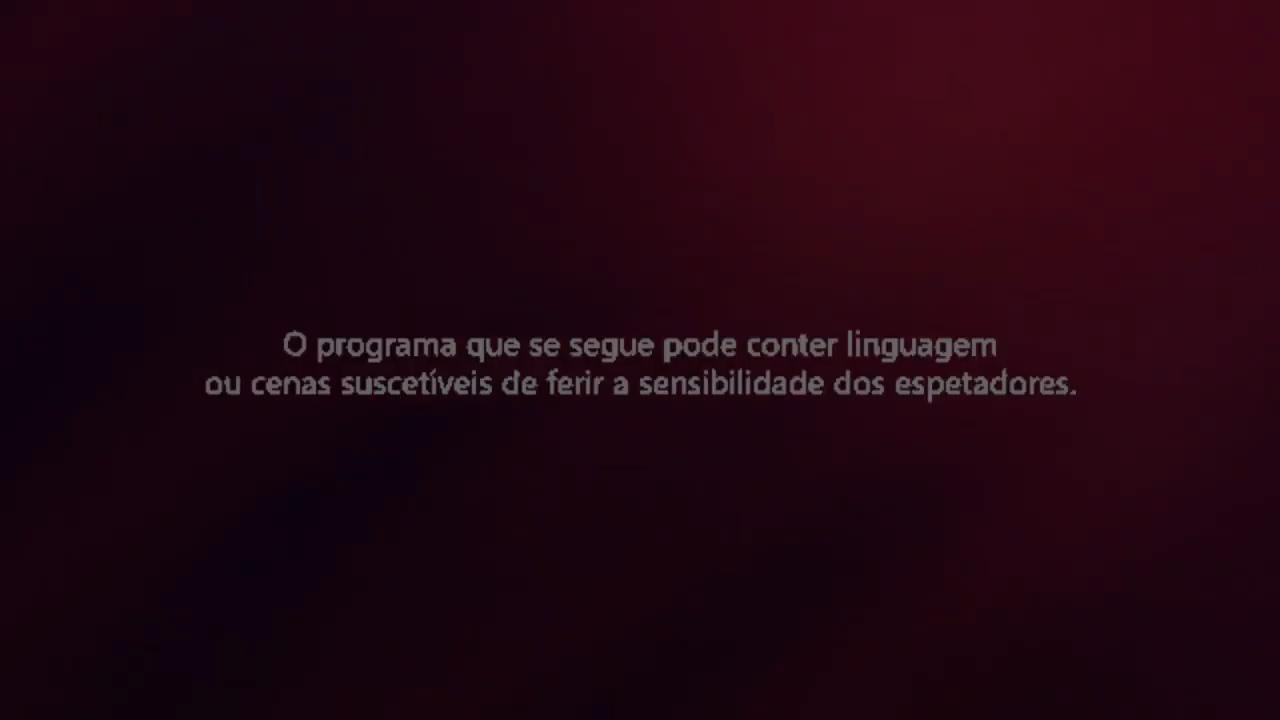 O programa que se segue pode conter linguagem
ou cenas suscetíveis de ferir a sensibilidade dos espetadores.